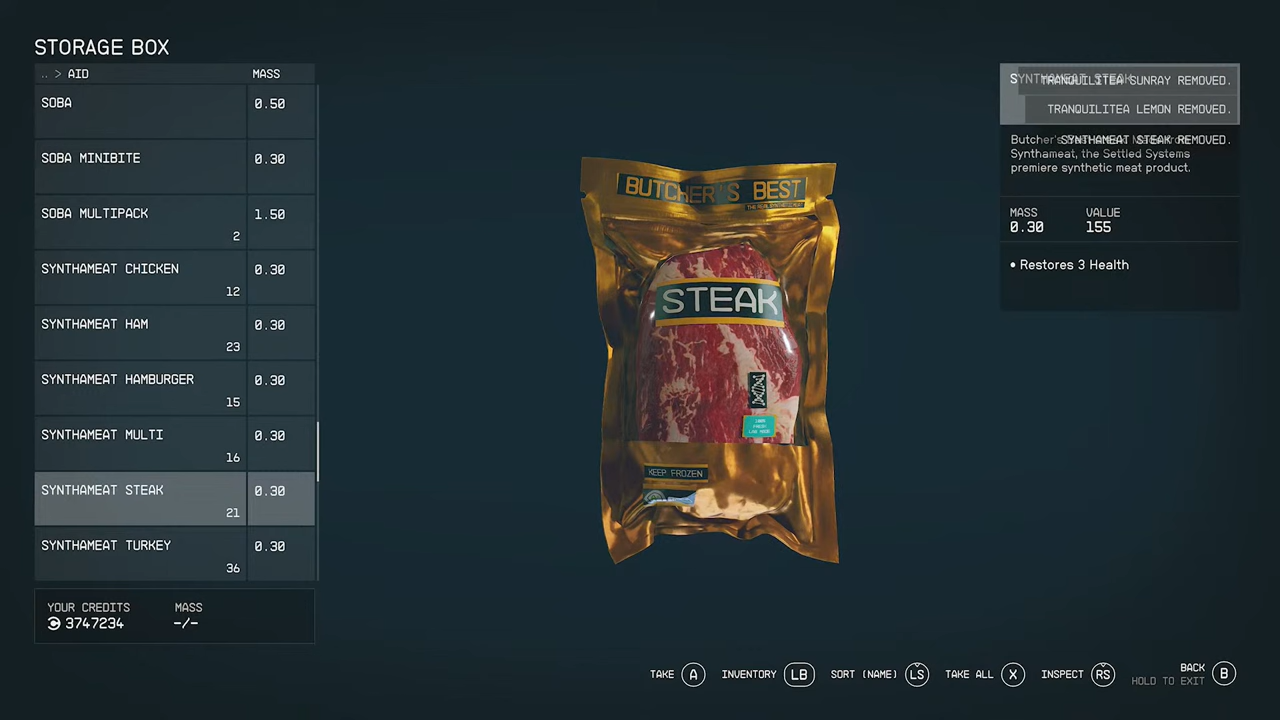 STORAGE BOX
.. > AID MASS
SOBA 0.50
SOBA MINIBITE 0.30
SOBA MULTIPACK 1.50
2
SYNTHAMEAT CHICKEN 0.30
12
SYNTHAMEAT HAM 0.30
23
SYNTHAMEAT HAMBURGER 0.30
15
SYNTHAMEAT MULTI 0.30
16
SYNTHAMEAT STEAK 0.30
21
SYNTHAMEAT TURKEY 0.30
36
YOUR CREDITS MASS
3747234 -/-
BUTCHER'S BEST
STEAK
KEEP FROZEN
SYNTHAMEAT STEAK
TRANQUILITEA SUNRAY REMOVED.
TRANQUILITEA LEMON REMOVED.
SYNTHAMEAT STEAK REMOVED.
Butcher's
Synthameat, the Settled Systems
premiere synthetic meat product.
MASS VALUE
0.30 155
• Restores 3 Health
TAKE A INVENTORY LB SORT (NAME) LS TAKE ALL X INSPECT RS BACK B
HOLD TO EXIT